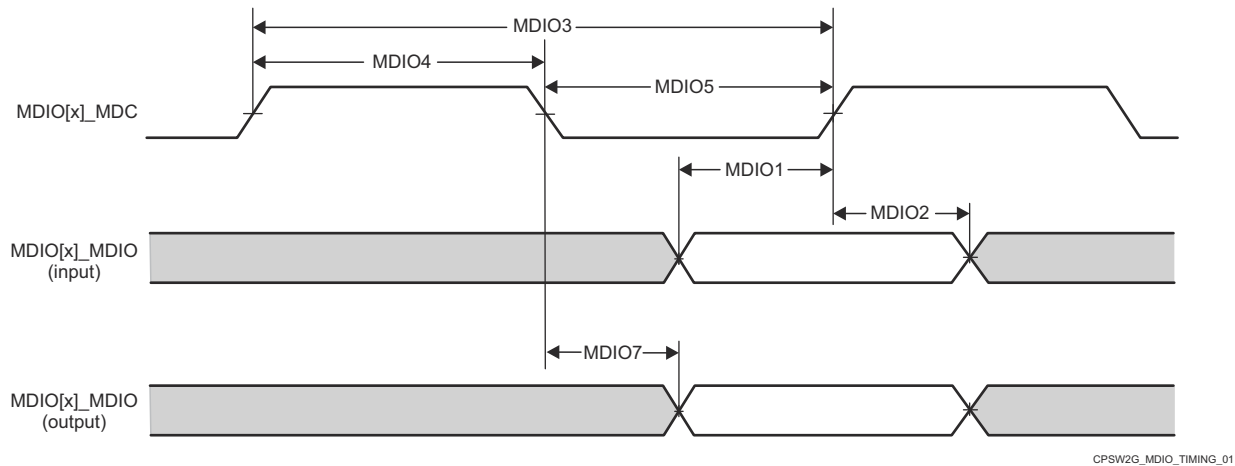 MDIO3
MDIO4
MDIO5
MDIO[x]_MDC
MDIO1
MDIO2
MDIO[x]_MDIO
(input)
MDIO7
MDIO[x]_MDIO
(output)
CPSW2G_MDIO_TIMING_01